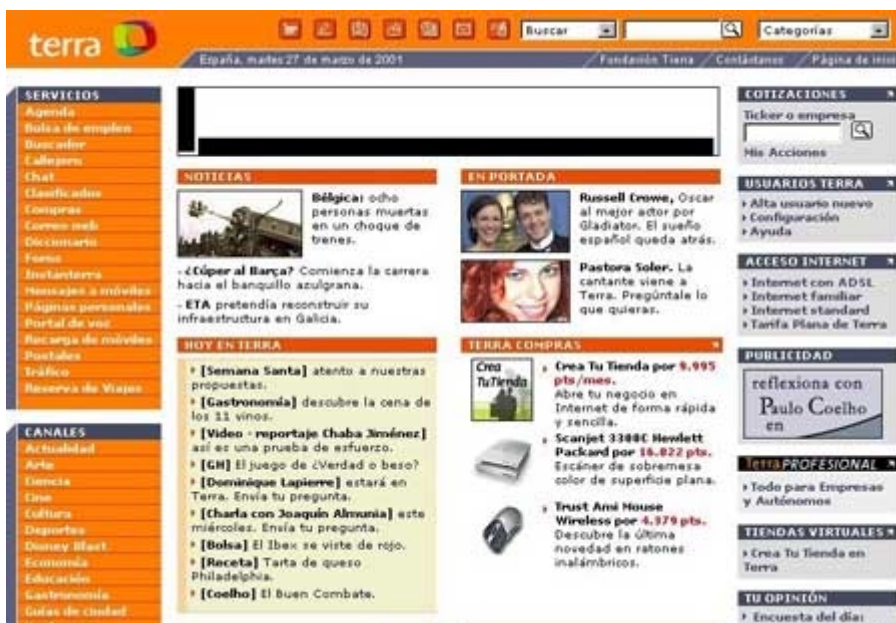 terra
Buscar
Categorías
España, martes 27 de marzo de 2001
Fundación Tierra
Contáctanos
Página de inici
SERVICIOS
Agenda
Bolsa de empleo
Buscador
Callejero
Chat
Clasificados
Compras
Correo web
Diccionario
Foros
Instanterra
Mensajes a móviles
Páginas personales
Portal de voz
Recarga de móviles
Postales
Tráfico
Reserva de Viajes
CANALES
Actualidad
Arte
Ciencia
Cine
Cultura
Deportes
Disney Blast
Economía
Educación
Gastronomía
Guías de ciudad
NOTICIAS
Bélgica: ocho
personas muertas
en un choque de
trenes.
- ¿Cúper al Barça? Comienza la carrera
hacia el banquillo azulgrana.
- ETA pretendía reconstruir su
infraestructura en Galicia.
HOY EN TERRA
[Semana Santa] atento a nuestras
propuestas.
[Gastronomía] descubre la cena de
los 11 vinos.
[Video - reportaje Chaba Jiménez]
así es una prueba de esfuerzo.
[GH] El juego de ¿Verdad o beso?
[Dominique Lapierre] estará en
Terra. Envía tu pregunta.
[Charla con Joaquín Almunia] este
miércoles. Envía tu pregunta.
[Bolsa] El Ibex se viste de rojo.
[Receta] Tarta de queso
Philadelphia.
[Coelho] El Buen Combate.
EN PORTADA
Russell Crowe, Oscar
al mejor actor por
Gladiator. El sueño
español queda atrás.
Pastora Soler. La
cantante viene a
Terra. Pregúntale lo
que quieras.
TERRA COMPRAS
Crea
TuTienda
Crea Tu Tienda por 9.995
pts/mes.
Abre tu negocio en
Internet de forma rápida
y sencilla.
Scanjet 3300C Hewlett
Packard por 16.822 pts.
Escáner de sobremesa
color de superficie plana.
Trust Ami Mouse
Wireless por 4.379 pts.
Descubre la última
novedad en ratones
inalámbricos.
COTIZACIONES
Ticker o empresa
Mis Acciones
USUARIOS TERRA
Alta usuario nuevo
Configuración
Ayuda
ACCESO INTERNET
Internet con ADSL
Internet familiar
Internet standard
Tarifa Plana de Terra
PUBLICIDAD
reflexiona con
Paulo Coelho
en
Terra PROFESIONAL
Todo para Empresas
y Autónomos
TIENDAS VIRTUALES
Crea Tu Tienda en
Terra
TU OPINIÓN
Encuesta del día: